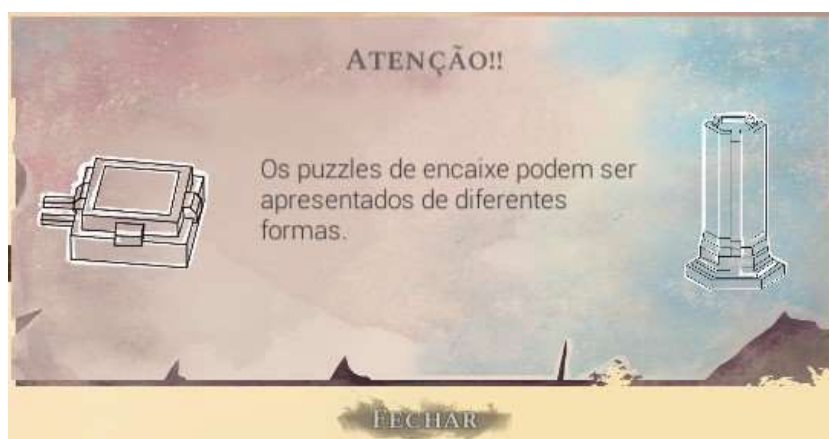 ATENÇÃO!!
Os puzzles de encaixe podem ser
apresentados de diferentes
formas.
FECHAR